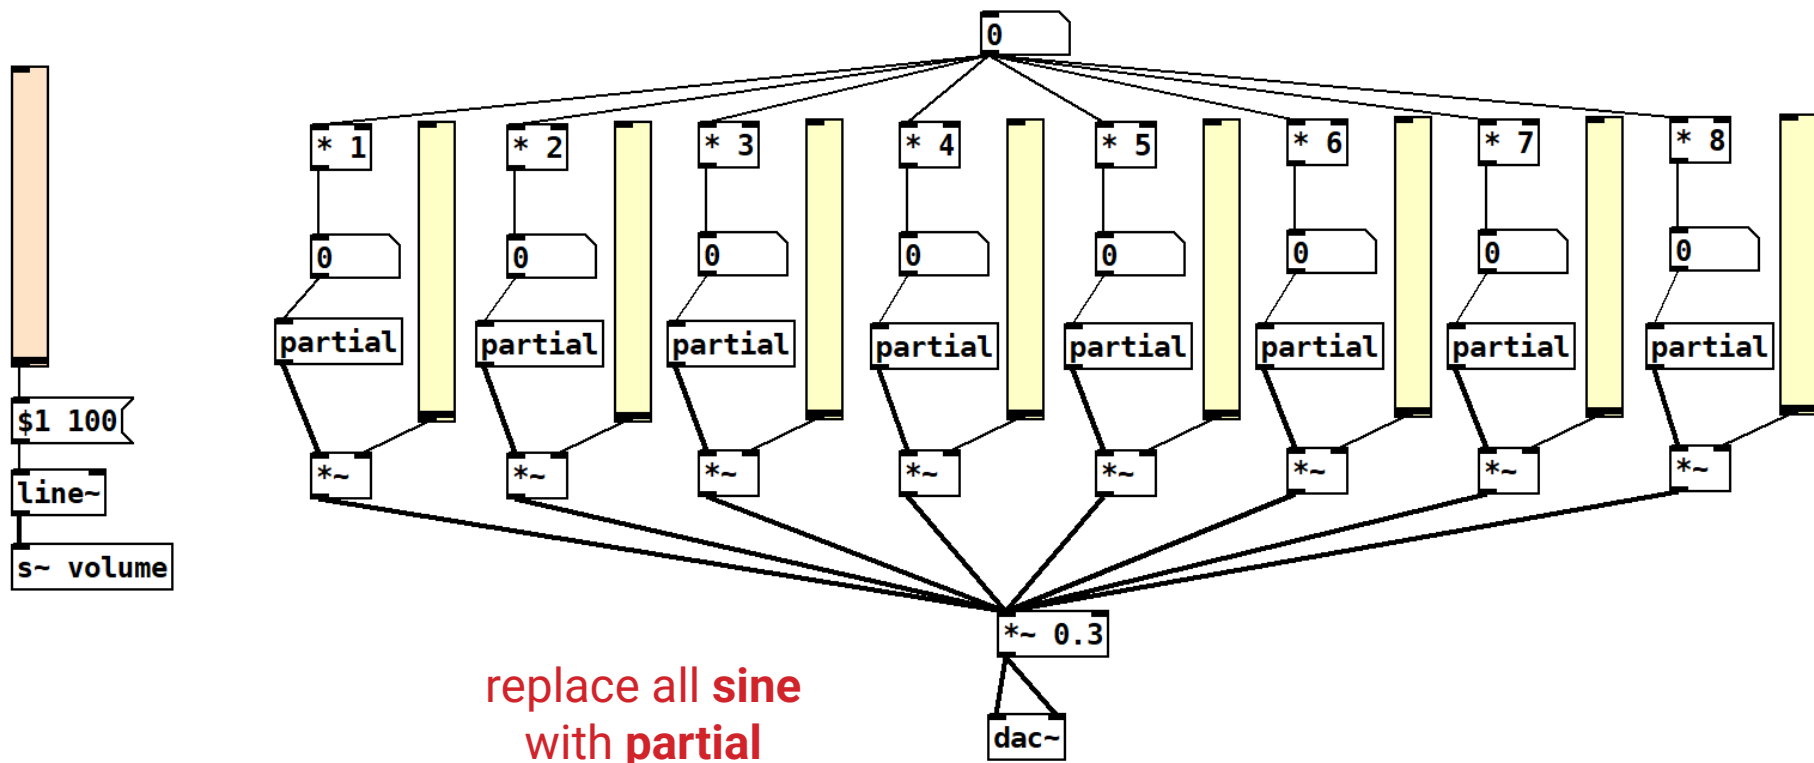 0
* 1 * 2 * 3 * 4 * 5 * 6 * 7 * 8
0 0 0 0 0 0 0 0
partial partial partial partial partial partial partial partial
$1 100
*~ *~ *~ *~ *~ *~ *~ *~
line~
s~ volume
*~ 0.3
replace all sine
with partial
dac~